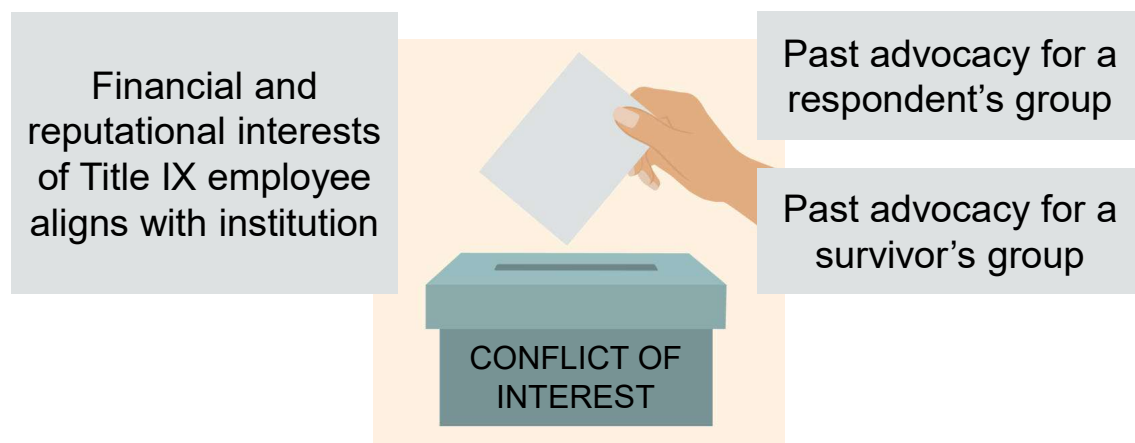 Financial and
reputational interests
of Title IX employee
aligns with institution
Past advocacy for a
respondent’s group
Past advocacy for a
survivor’s group
CONFLICT OF
INTEREST